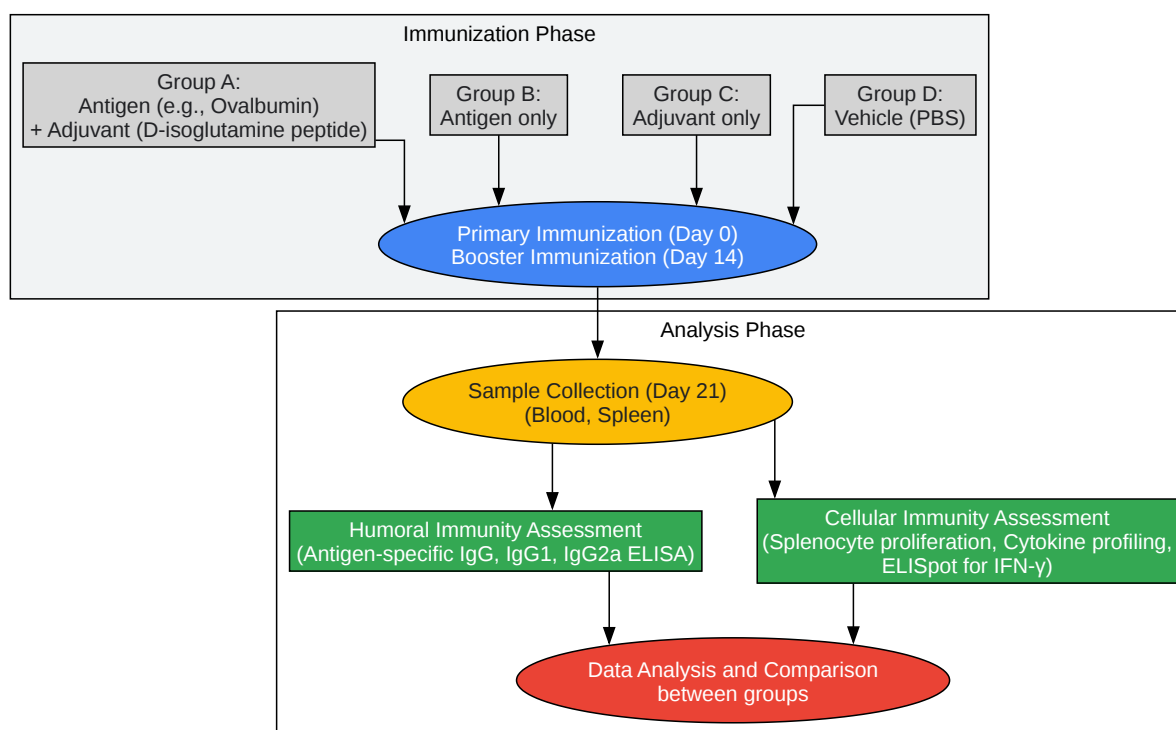 Immunization Phase
Group A:
Antigen (e.g., Ovalbumin)
+ Adjuvant (D-isoglutamine peptide)
Group B:
Antigen only
Group C:
Adjuvant only
Group D:
Vehicle (PBS)
Primary Immunization (Day 0)
Booster Immunization (Day 14)
Analysis Phase
Sample Collection (Day 21)
(Blood, Spleen)
Humoral Immunity Assessment
(Antigen-specific IgG, IgG1, IgG2a ELISA)
Cellular Immunity Assessment
(Splenocyte proliferation, Cytokine profiling,
ELISpot for IFN-γ)
Data Analysis and Comparison
between groups